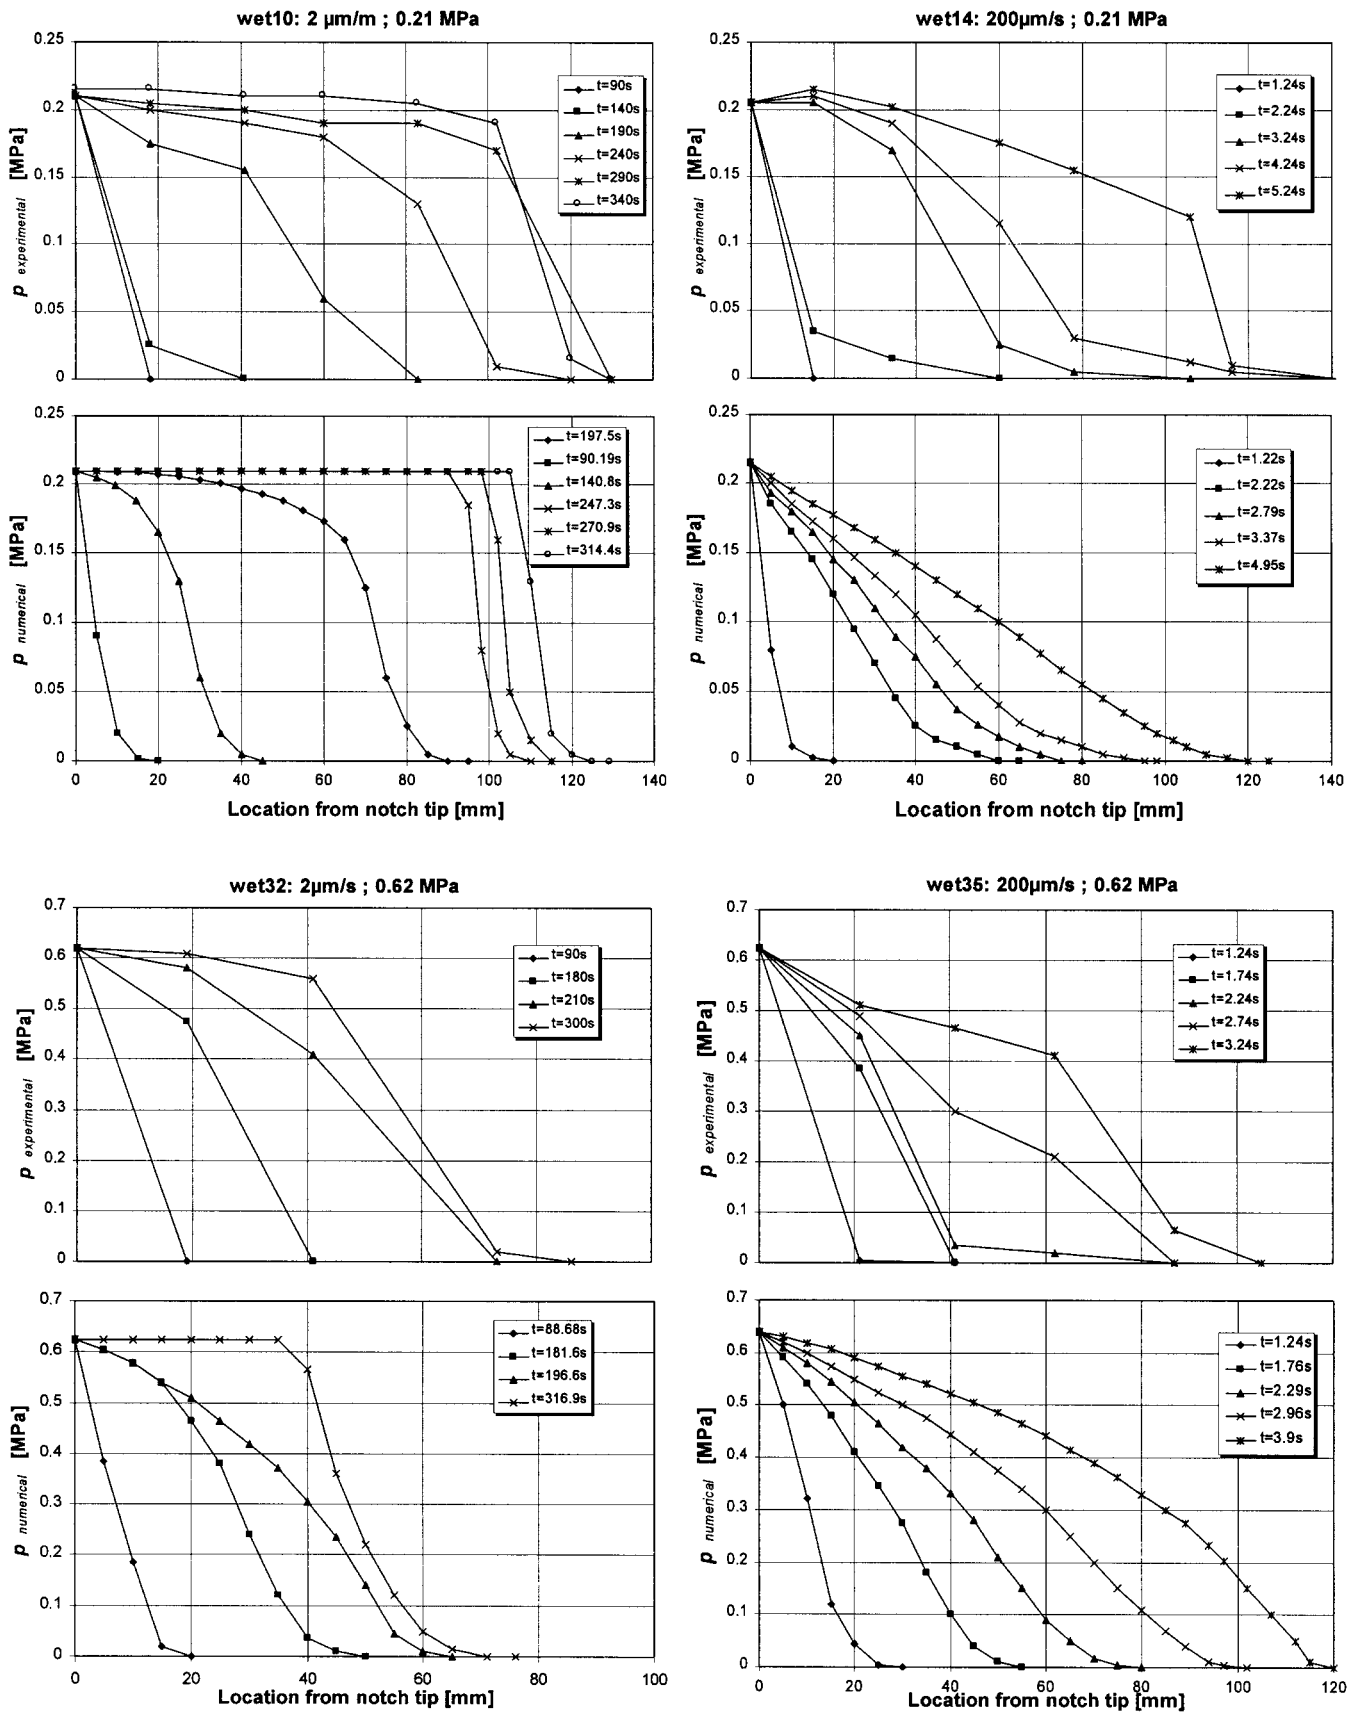 wet10: 2 µm/m ; 0.21 MPa
0.25
0.2
0.15
0.1
0.05
0
p experimental [MPa]
0 20 40 60 80 100 120 140
t=90s
t=140s
t=190s
t=240s
t=290s
t=340s
0.25
0.2
0.15
0.1
0.05
0
p numerical [MPa]
t=197.5s
t=90.19s
t=140.8s
t=247.3s
t=270.9s
t=314.4s
0 20 40 60 80 100 120 140
Location from notch tip [mm]
wet14: 200µm/s ; 0.21 MPa
0.25
0.2
0.15
0.1
0.05
0
p experimental [MPa]
t=1.24s
t=2.24s
t=3.24s
t=4.24s
t=5.24s
0.25
0.2
0.15
0.1
0.05
0
p numerical [MPa]
t=1.22s
t=2.22s
t=2.79s
t=3.37s
t=4.95s
0 20 40 60 80 100 120 140
Location from notch tip [mm]
wet32: 2µm/s ; 0.62 MPa
0.7
0.6
0.5
0.4
0.3
0.2
0.1
0
p experimental [MPa]
t=90s
t=180s
t=210s
t=300s
0.7
0.6
0.5
0.4
0.3
0.2
0.1
0
p numerical [MPa]
t=88.68s
t=181.6s
t=196.6s
t=316.9s
0 20 40 60 80 100
Location from notch tip [mm]
wet35: 200µm/s ; 0.62 MPa
0.7
0.6
0.5
0.4
0.3
0.2
0.1
0
p experimental [MPa]
t=1.24s
t=1.74s
t=2.24s
t=2.74s
t=3.24s
0.7
0.6
0.5
0.4
0.3
0.2
0.1
0
p numerical [MPa]
t=1.24s
t=1.76s
t=2.29s
t=2.96s
t=3.9s
0 20 40 60 80 100 120
Location from notch tip [mm]